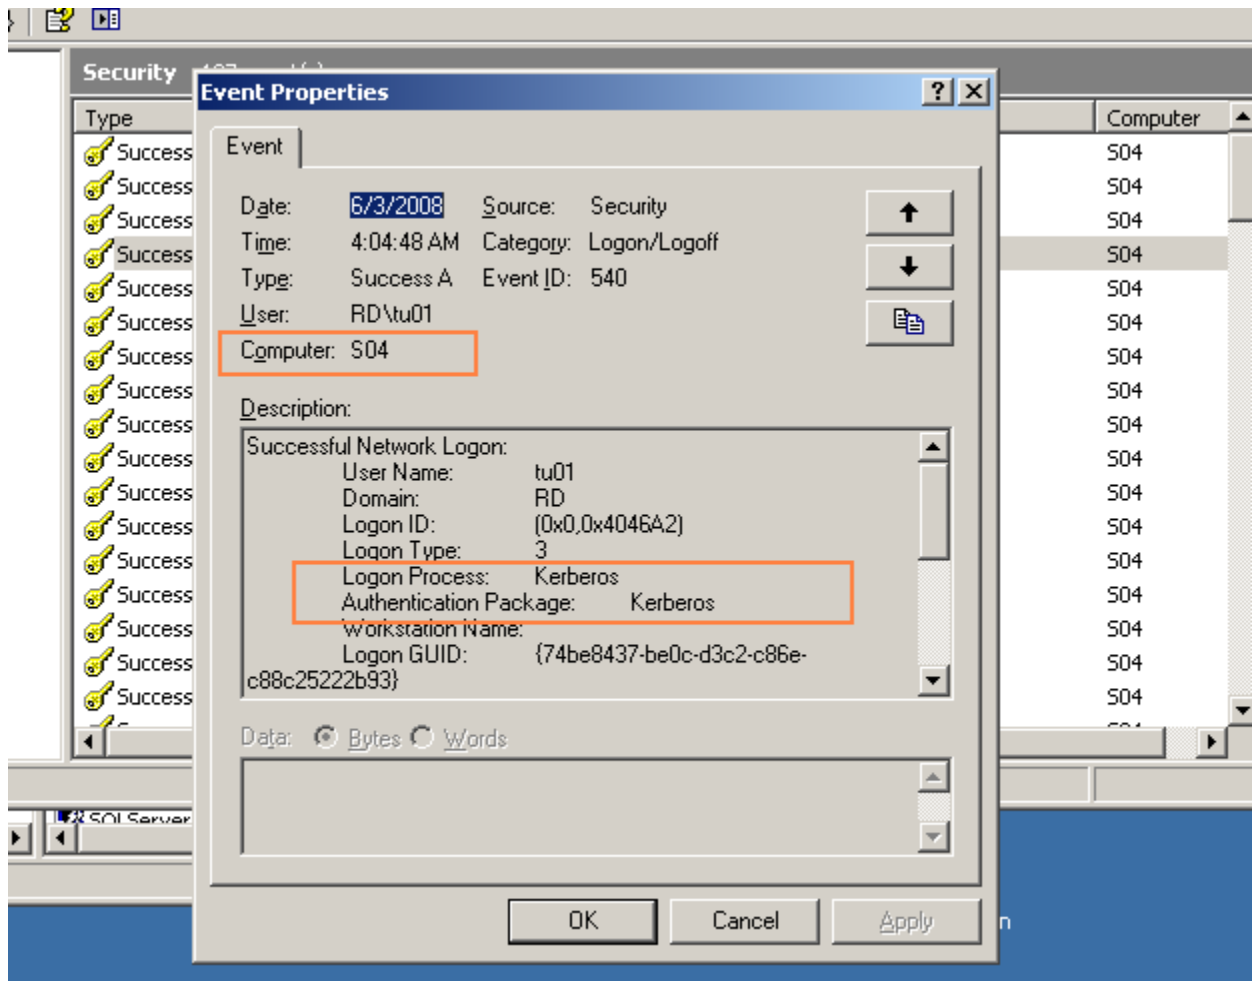 Security
Event Properties
Type
Computer
Event
Success
S04
Success
S04
Success
S04
Success
S04
Success
S04
Success
S04
Success
S04
Success
S04
Success
S04
Success
S04
Success
S04
Success
S04
Success
S04
Success
S04
Success
S04
Success
S04
Success
S04
Date: 6/3/2008 Source: Security
Time: 4:04:48 AM Category: Logon/Logoff
Type: Success A Event ID: 540
User: RD\tu01
Computer: S04
Description:
Successful Network Logon:
User Name: tu01
Domain: RD
Logon ID: (0x0,0x4046A2)
Logon Type: 3
Logon Process: Kerberos
Authentication Package: Kerberos
Workstation Name:
Logon GUID: {74be8437-be0c-d3c2-c86e-
c88c25222b93}
Data: Bytes Words
SQLServer
OK Cancel Apply
n